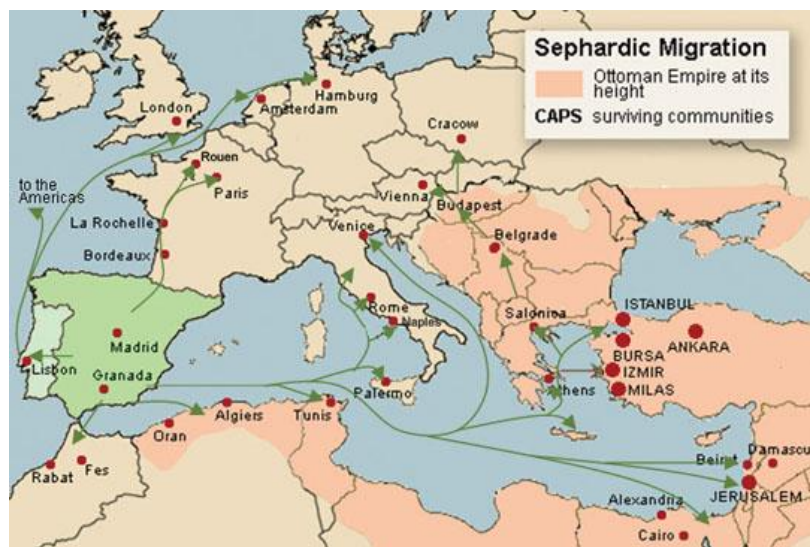 Sephardic Migration
Ottoman Empire at its
height
CAPS surviving communities
London
Amsterdam
Hamburg
Cracow
Rouen
Paris
to the
Americas
Vienna
Budapest
La Rochelle
Venice
Bordeaux
Belgrade
Rome
Naples
Salonica
ISTANBUL
Madrid
Lisbon
BURSA
ANKARA
IZMIR
Granada
Palermo
Athens
MILAS
Algiers
Tunis
Oran
Rabat
Fes
Beirut
Damascu
JERUSALEM
Alexandria
Cairo